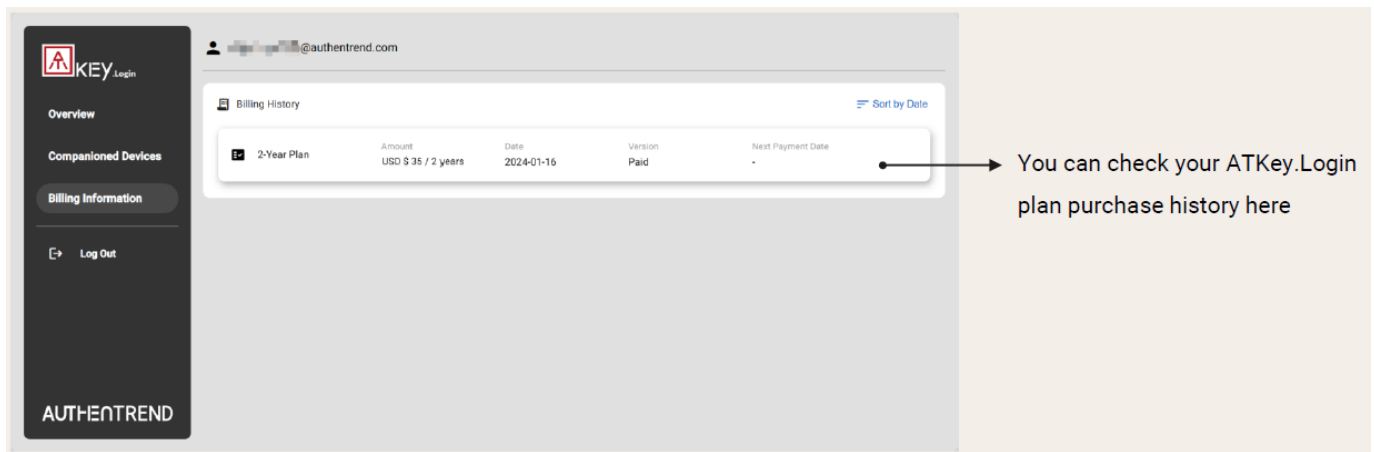 AT KEY.Login
@authentrend.com
Overview
Companioned Devices
Billing Information
Log Out
AUTHENTREND
Billing History
Sort by Date
2-Year Plan
Amount
USD $ 35 / 2 years
Date
2024-01-16
Version
Paid
Next Payment Date
-
You can check your ATKey.Login
plan purchase history here